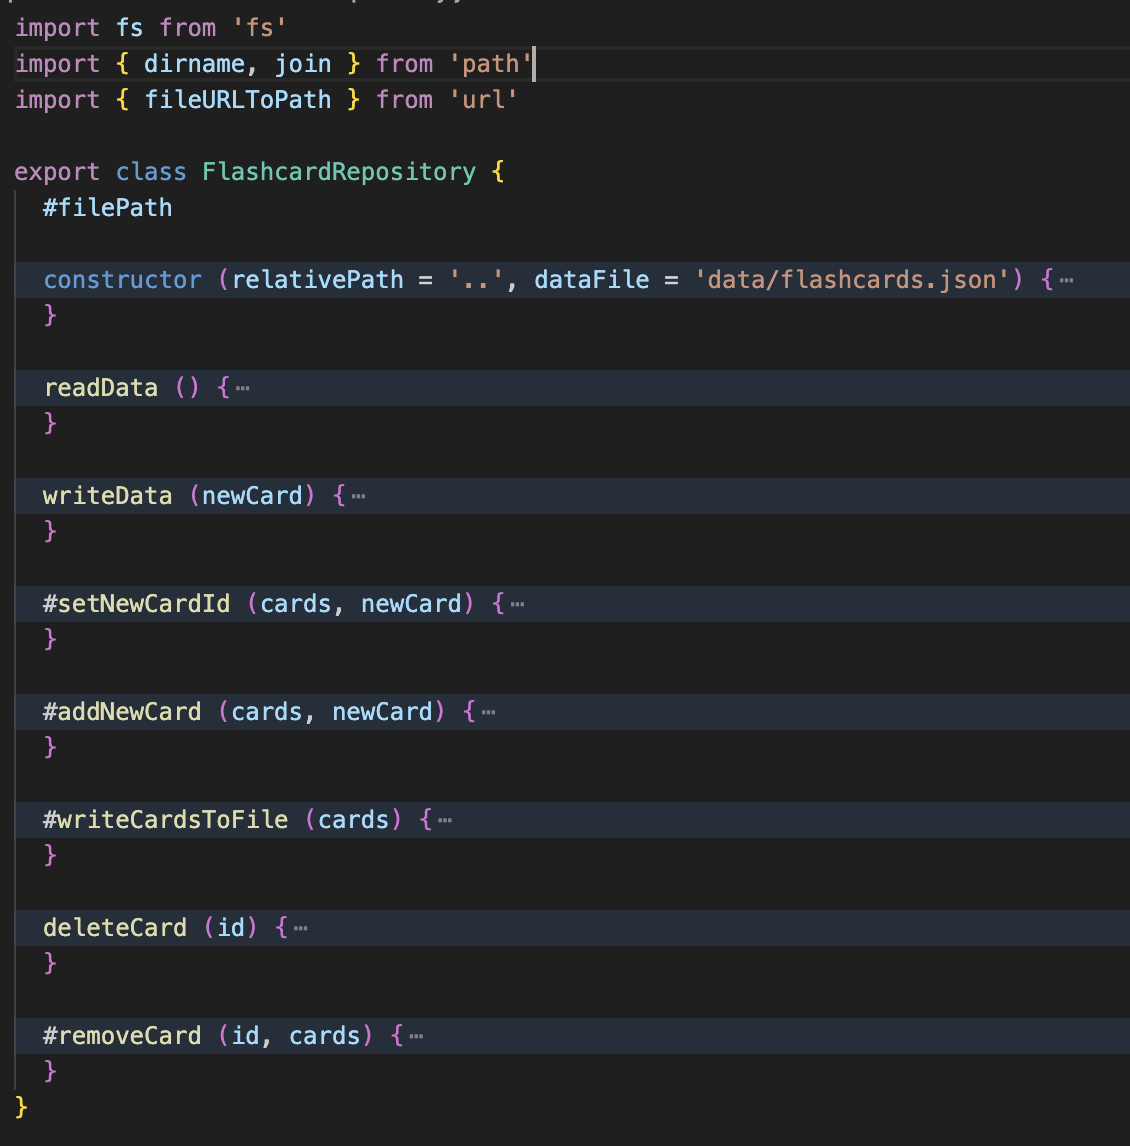 import fs from 'fs'
import { dirname, join } from 'path'
import { fileURLToPath } from 'url'
export class FlashcardRepository {
#filePath
constructor (relativePath = '..', dataFile = 'data/flashcards.json') {⋯
}
readData () {⋯
}
writeData (newCard) {⋯
}
#setNewCardId (cards, newCard) {⋯
}
#addNewCard (cards, newCard) {⋯
}
#writeCardsToFile (cards) {⋯
}
deleteCard (id) {⋯
}
#removeCard (id, cards) {⋯
}
}